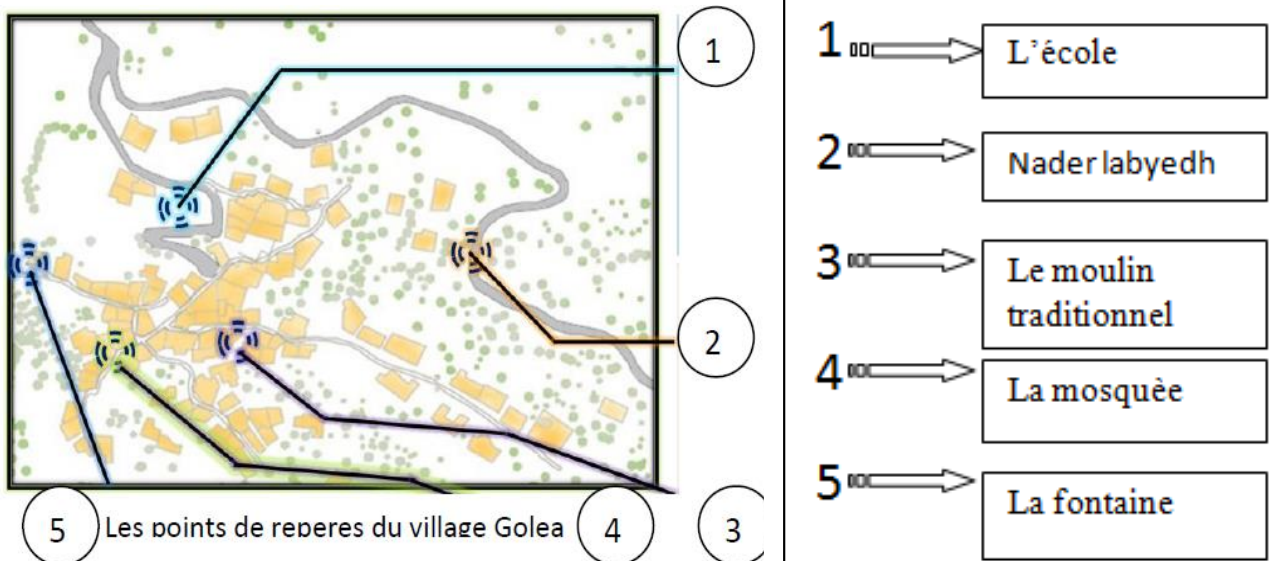 1
2
5 Les points de reperes du village Golea 4 3
1 L'école
2 Nader labyedh
3 Le moulin
traditionnel
4 La mosquèe
5 La fontaine